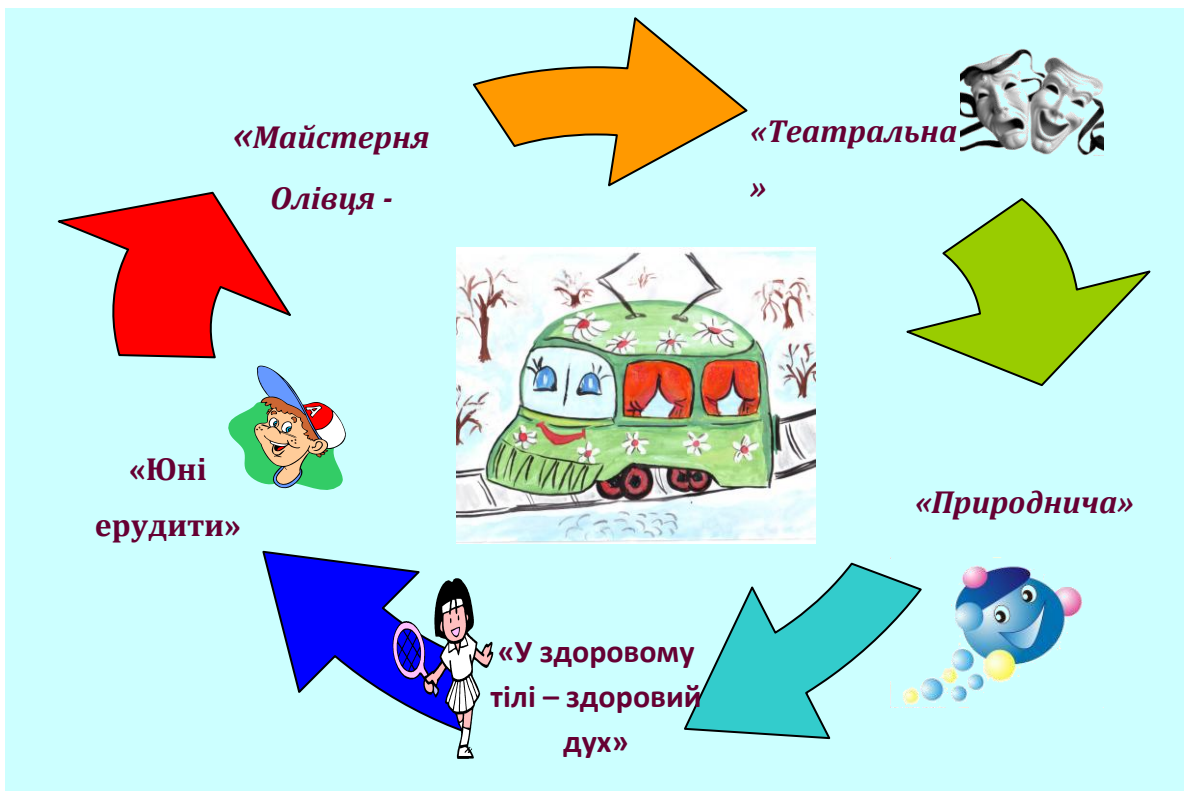 «Майстерня
Олівця -
«Театральна
»
«Природнича»
«У здоровому
тілі – здоровий
дух»
«Юні
ерудити»
A